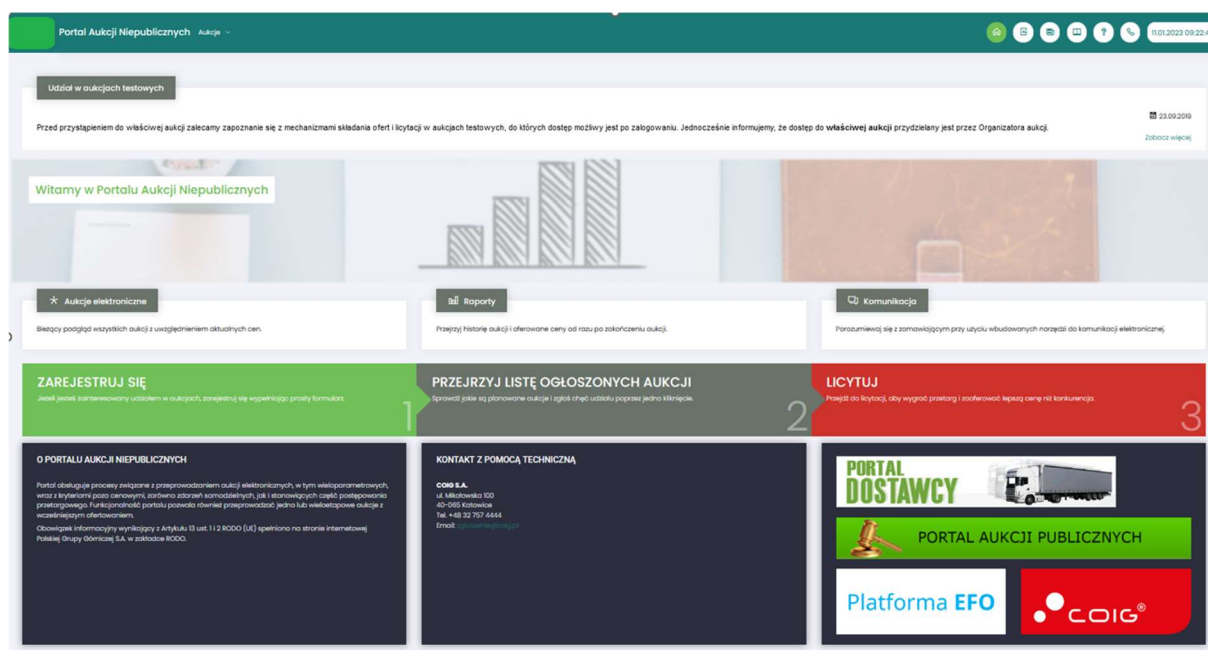 Portal Aukcji Niepublicznych Aukcje
11.01.2023 09:22:4
Udział w aukcjach testowych
Przed przystąpieniem do właściwej aukcji zalecamy zapoznanie się z mechanizmami składania ofert i licytacji w aukcjach testowych, do których dostęp możliwy jest po zalogowaniu. Jednocześnie informujemy, że dostęp do właściwej aukcji przydzielany jest przez Organizatora aukcji.
23.09.2019
Zobacz więcej
Witamy w Portalu Aukcji Niepublicznych
Aukcje elektroniczne
Bieżący podgląd wszystkich aukcji z uwzględnieniem aktualnych cen.
Raporty
Przejrzyj historię aukcji i oferowane ceny od razu po zakończeniu aukcji.
Komunikacja
Porozumiewaj się z zamawiającym przy użyciu wbudowanych narzędzi do komunikacji elektronicznej.
ZAREJESTRUJ SIĘ
Jeżeli jesteś zainteresowany udziałem w aukcjach, zarejestruj się wypełniając prosty formularz.
1
PRZEJRZYJ LISTĘ OGŁOSZONYCH AUKCJI
Sprawdź jakie są planowane aukcje i zgłoś chęć udziału poprzez jedno kliknięcie.
2
LICYTUJ
Przejdź do licytacji, aby wygrać przetarg i zaoferować lepszą cenę niż konkurencja.
3
O PORTALU AUKCJI NIEPUBLICZNYCH
Portal obsługuje procesy związane z przeprowadzaniem aukcji elektronicznych, w tym wieloparametrowych,
wraz z kryteriami poza cenowymi, zarówno zdarzeń samodzielnych, jak i stanowiących część postępowania
przetargowego. Funkcjonalność portalu pozwala również przeprowadzać jedno lub wieloetapowe aukcje z
wcześniejszym ofertowaniem.
Obowiązek informacyjny wynikający z Artykułu 13 ust. 1 i 2 RODO (UE) spełniono na stronie internetowej
Polskiej Grupy Górniczej S.A. w zakładce RODO.
KONTAKT Z POMOCĄ TECHNICZNĄ
COIG S.A.
ul. Mikołowska 100
40-065 Katowice
Tel. +48 32 757 4444
Email: zgloszenie@coig.pl
PORTAL
DOSTAWCY
PORTAL AUKCJI PUBLICZNYCH
Platforma EFO
COIG®